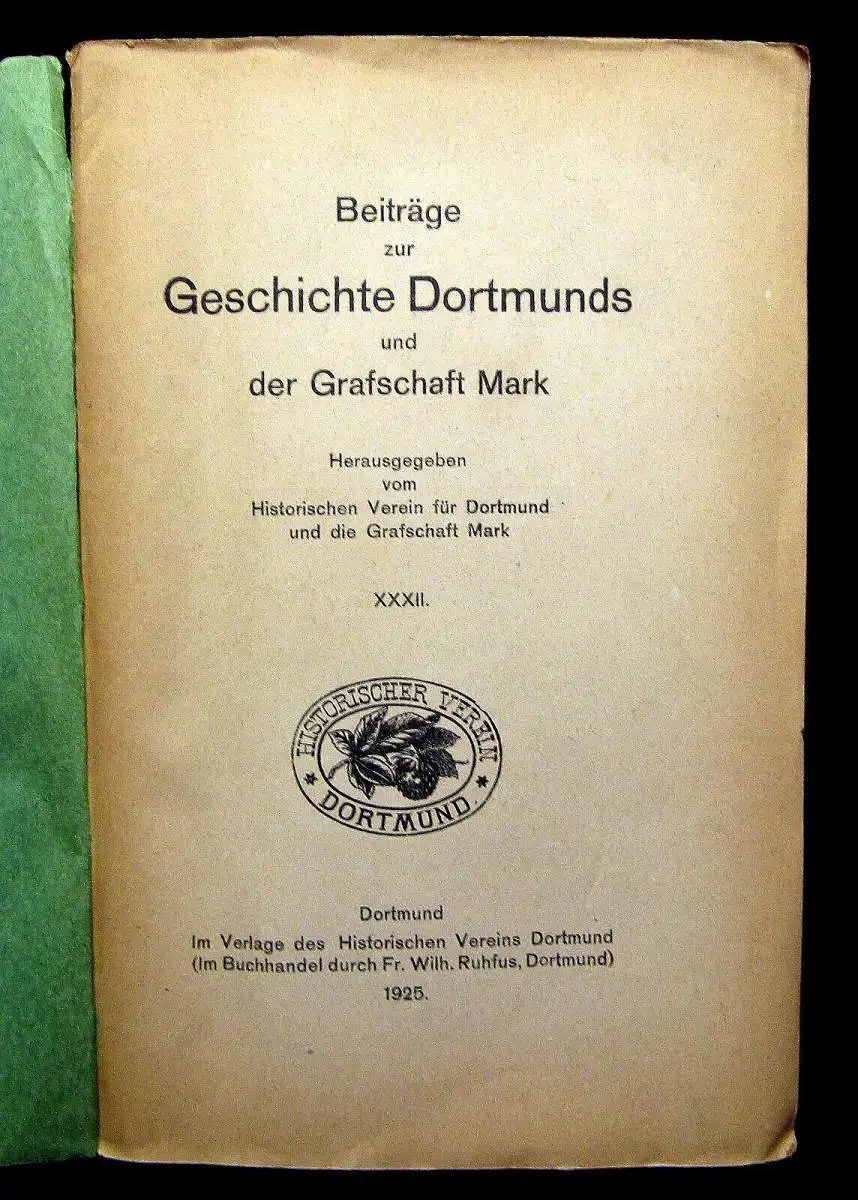 Beiträge
zur
Geschichte Dortmunds
und
der Grafschaft Mark
Herausgegeben
vom
Historischen Verein für Dortmund
und die Grafschaft Mark
XXXII.
HISTORISCHER VEREIN
* DORTMUND. *
Dortmund
Im Verlage des Historischen Vereins Dortmund
(Im Buchhandel durch Fr. Wilh. Ruhfus, Dortmund)
1925.